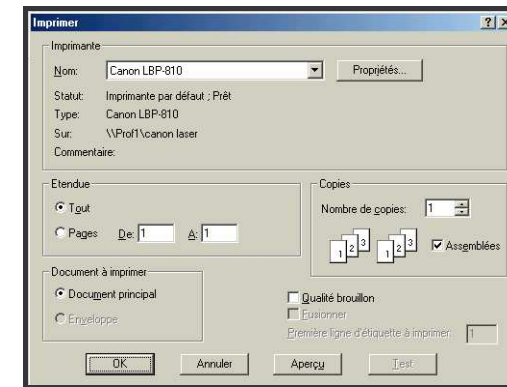 Imprimer
Imprimante
Nom: Canon LBP-810 Propriétés...
Statut: Imprimante par défaut ; Prêt
Type: Canon LBP-810
Sur: \\Prof1\canon laser
Commentaire:
Etendue
Tout
Pages De: 1 A: 1
Copies
Nombre de copies: 1
1 2 3 1 2 3 Assemblées
Document à imprimer
Document principal
Enveloppe
Qualité brouillon
Fusionner
Première ligne d'étiquette à imprimer: 1
OK Annuler Aperçu Test